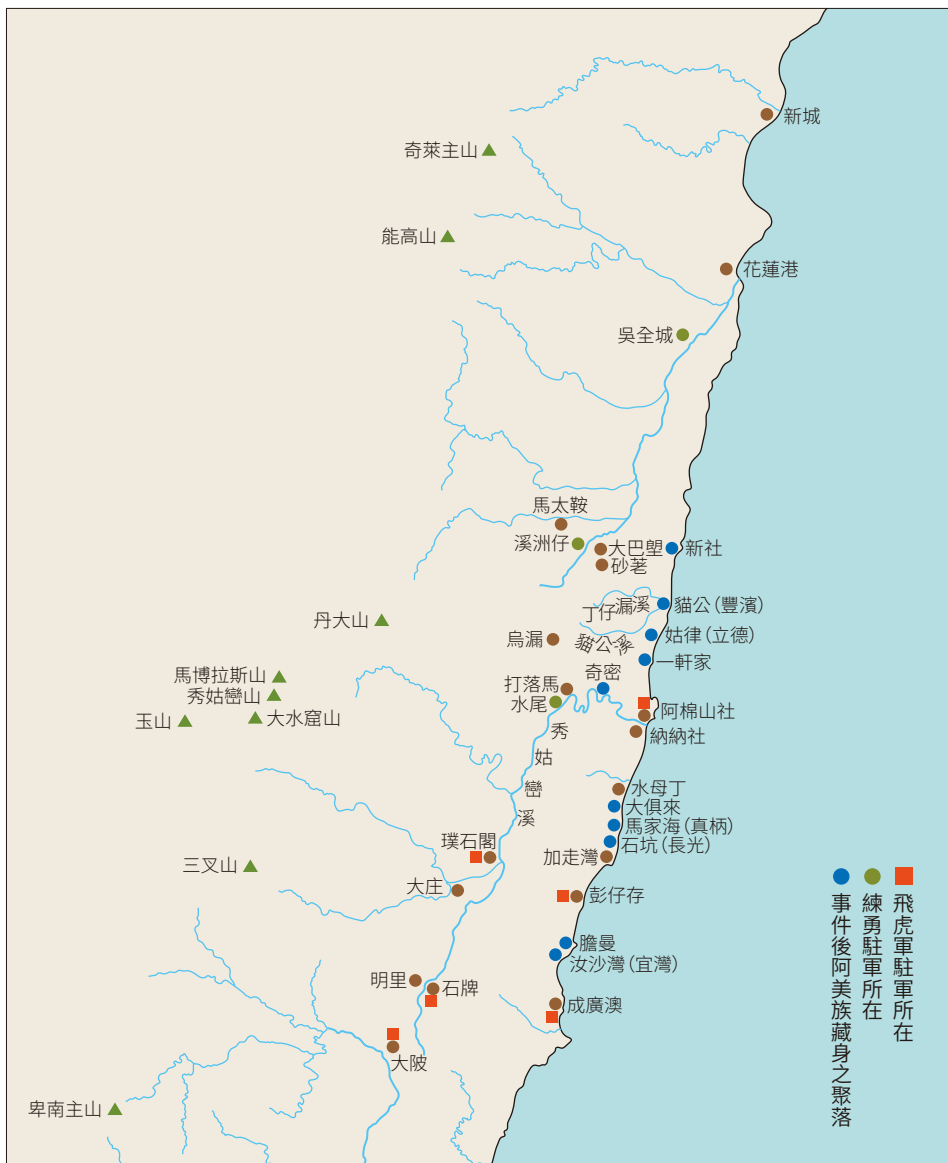 新城
奇萊主山
能高山
花蓮港
吳全城
馬太鞍
溪洲仔
大巴塱
新社
砂荖
丁仔漏溪
貓公（豐濱）
丹大山
烏漏
貓公溪
姑律（立德）
一軒家
馬博拉斯山
奇密
打落馬
秀姑巒山
水尾
玉山
大水窟山
阿棉山社
納納社
秀姑巒溪
水母丁
大俱來
馬家海（真柄）
石坑（長光）
璞石閣
加走灣
三叉山
大庄
彭仔存
膽曼
汝沙灣（宜灣）
明里
石牌
成廣澳
大陂
卑南主山
飛虎軍駐軍所在
練勇駐軍所在
事件後阿美族藏身之聚落